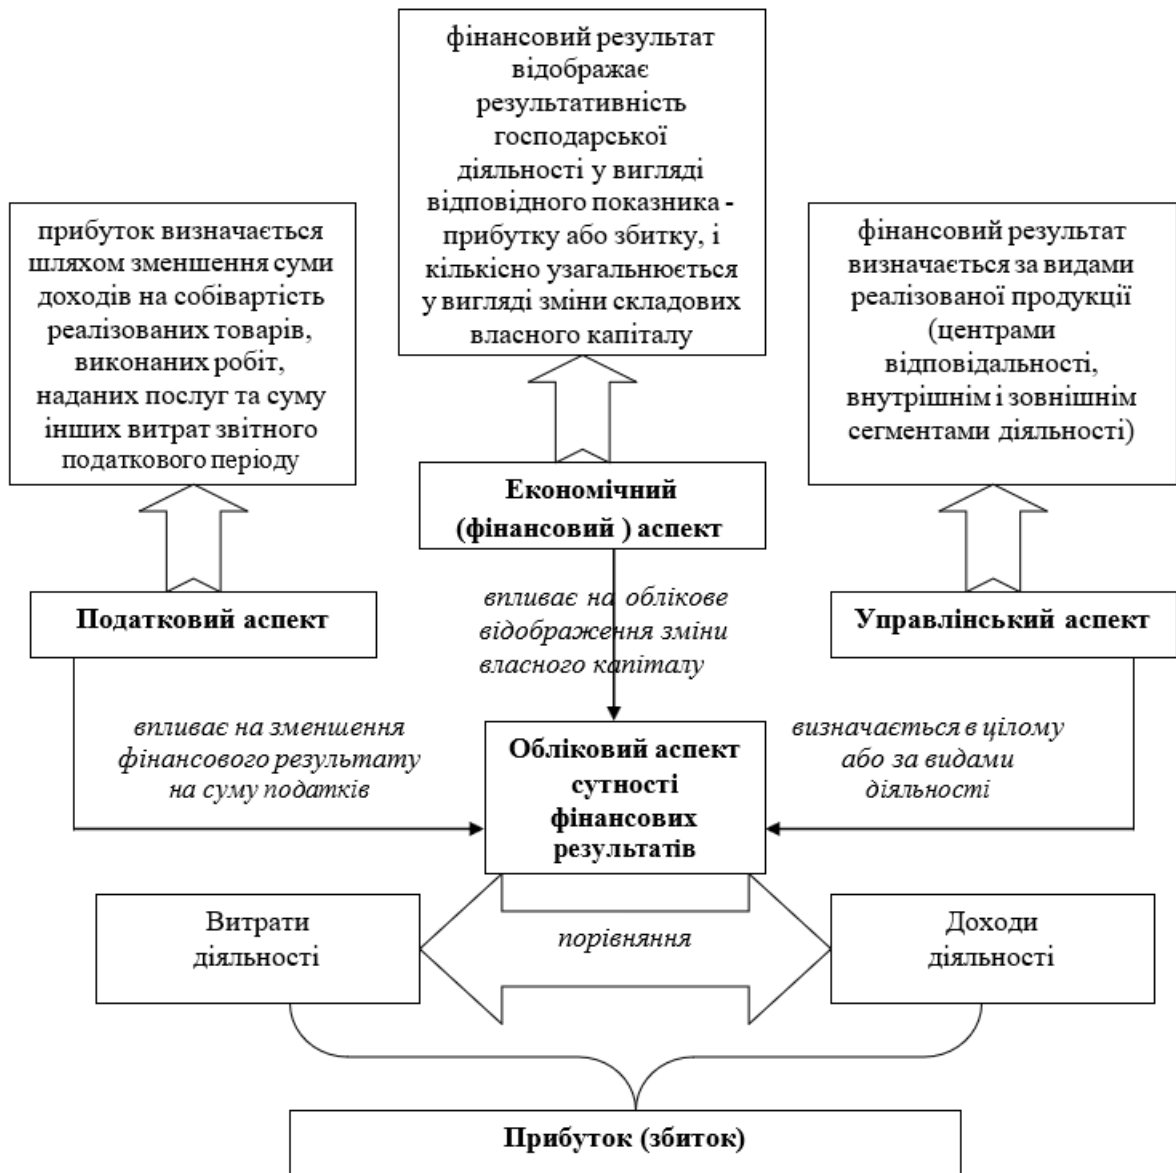 фінансовий результат
відображає
результативність
господарської
діяльності у вигляді
відповідного показника -
прибутку або збитку, і
кількісно узагальнюється
у вигляді зміни складових
власного капіталу
прибуток визначається
шляхом зменшення суми
доходів на собівартість
реалізованих товарів,
виконаних робіт,
наданих послуг та суму
інших витрат звітного
податкового періоду
фінансовий результат
визначається за видами
реалізованої продукції
(центрами
відповідальності,
внутрішнім і зовнішнім
сегментами діяльності)
Економічний
(фінансовий ) аспект
Податковий аспект
впливає на облікове
відображення зміни
власного капіталу
Управлінський аспект
впливає на зменшення
фінансового результату
на суму податків
Обліковий аспект
сутності
фінансових
результатів
визначається в цілому
або за видами
діяльності
Витрати
діяльності
порівняння
Доходи
діяльності
Прибуток (збиток)